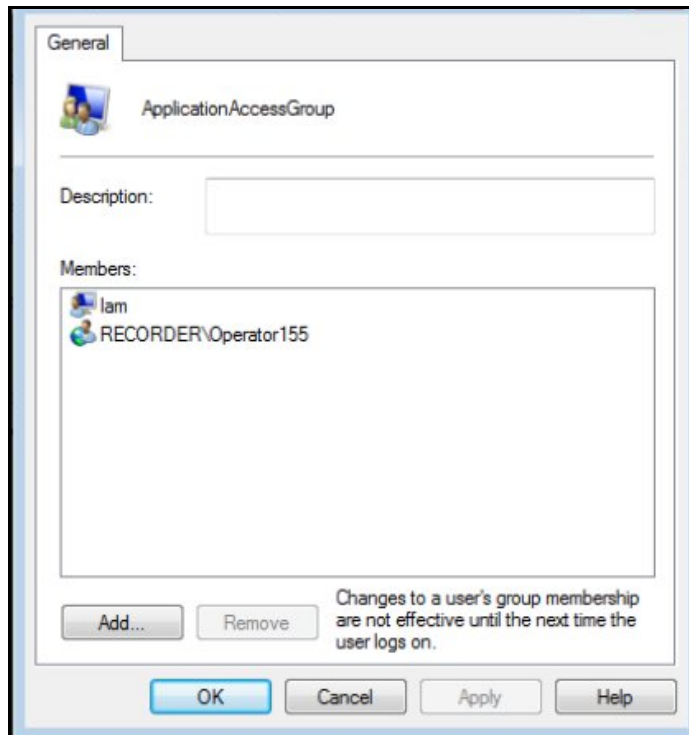 General
ApplicationAccessGroup
Description:
Members:
lam
RECORDER\Operator155
Add...
Remove
Changes to a user's group membership
are not effective until the next time the
user logs on.
OK
Cancel
Apply
Help